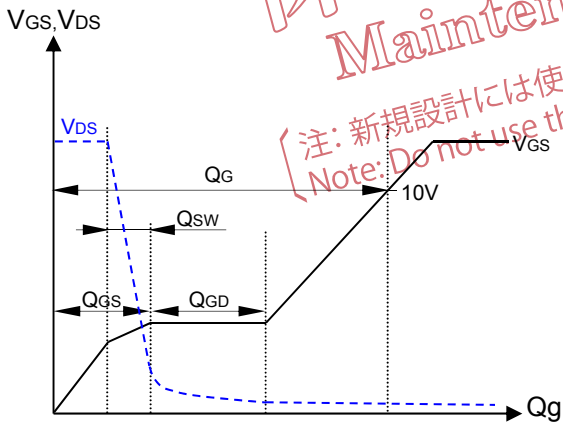 VGS,VDS
Mainten
注: 新規設計には使
Note: Do not use th
VDS
VGS
QG
10V
QSW
QGS
QGD
Qg